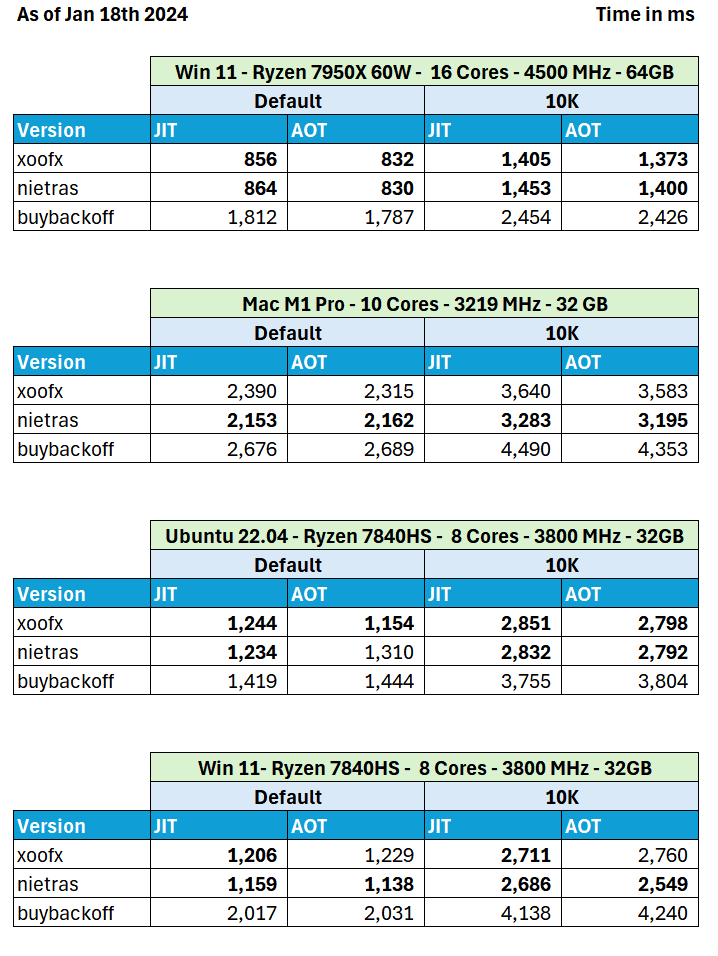 As of Jan 18th 2024 Time in ms
Win 11 - Ryzen 7950X 60W - 16 Cores - 4500 MHz - 64GB
Default 10K
Version JIT AOT JIT AOT
xoofx 856 832 1,405 1,373
nietras 864 830 1,453 1,400
buybackoff 1,812 1,787 2,454 2,426
Mac M1 Pro - 10 Cores - 3219 MHz - 32 GB
Default 10K
Version JIT AOT JIT AOT
xoofx 2,390 2,315 3,640 3,583
nietras 2,153 2,162 3,283 3,195
buybackoff 2,676 2,689 4,490 4,353
Ubuntu 22.04 - Ryzen 7840HS - 8 Cores - 3800 MHz - 32GB
Default 10K
Version JIT AOT JIT AOT
xoofx 1,244 1,154 2,851 2,798
nietras 1,234 1,310 2,832 2,792
buybackoff 1,419 1,444 3,755 3,804
Win 11- Ryzen 7840HS - 8 Cores - 3800 MHz - 32GB
Default 10K
Version JIT AOT JIT AOT
xoofx 1,206 1,229 2,711 2,760
nietras 1,159 1,138 2,686 2,549
buybackoff 2,017 2,031 4,138 4,240